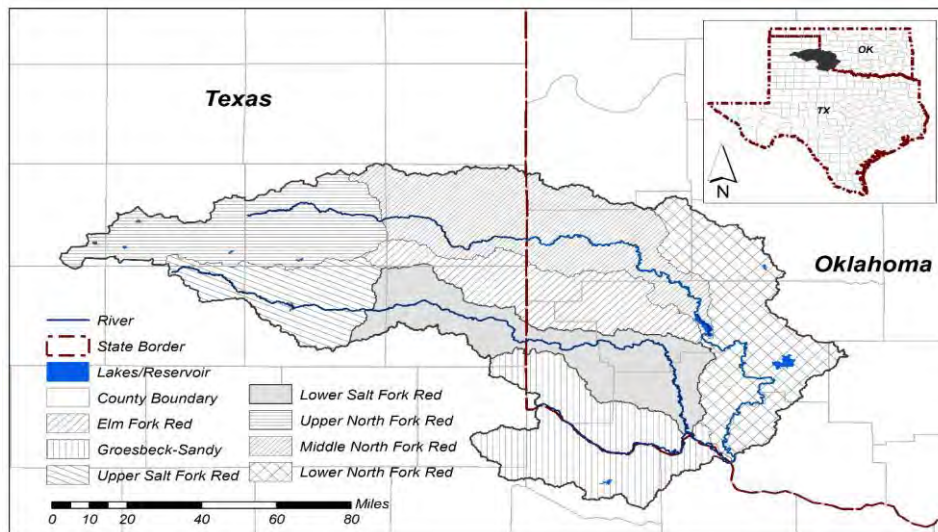 Texas
OK
TX
N
Oklahoma
River
State Border
Lakes/Reservoir
County Boundary
Elm Fork Red
Groesbeck-Sandy
Upper Salt Fork Red
Lower Salt Fork Red
Upper North Fork Red
Middle North Fork Red
Lower North Fork Red
Miles
0 10 20 40 60 80